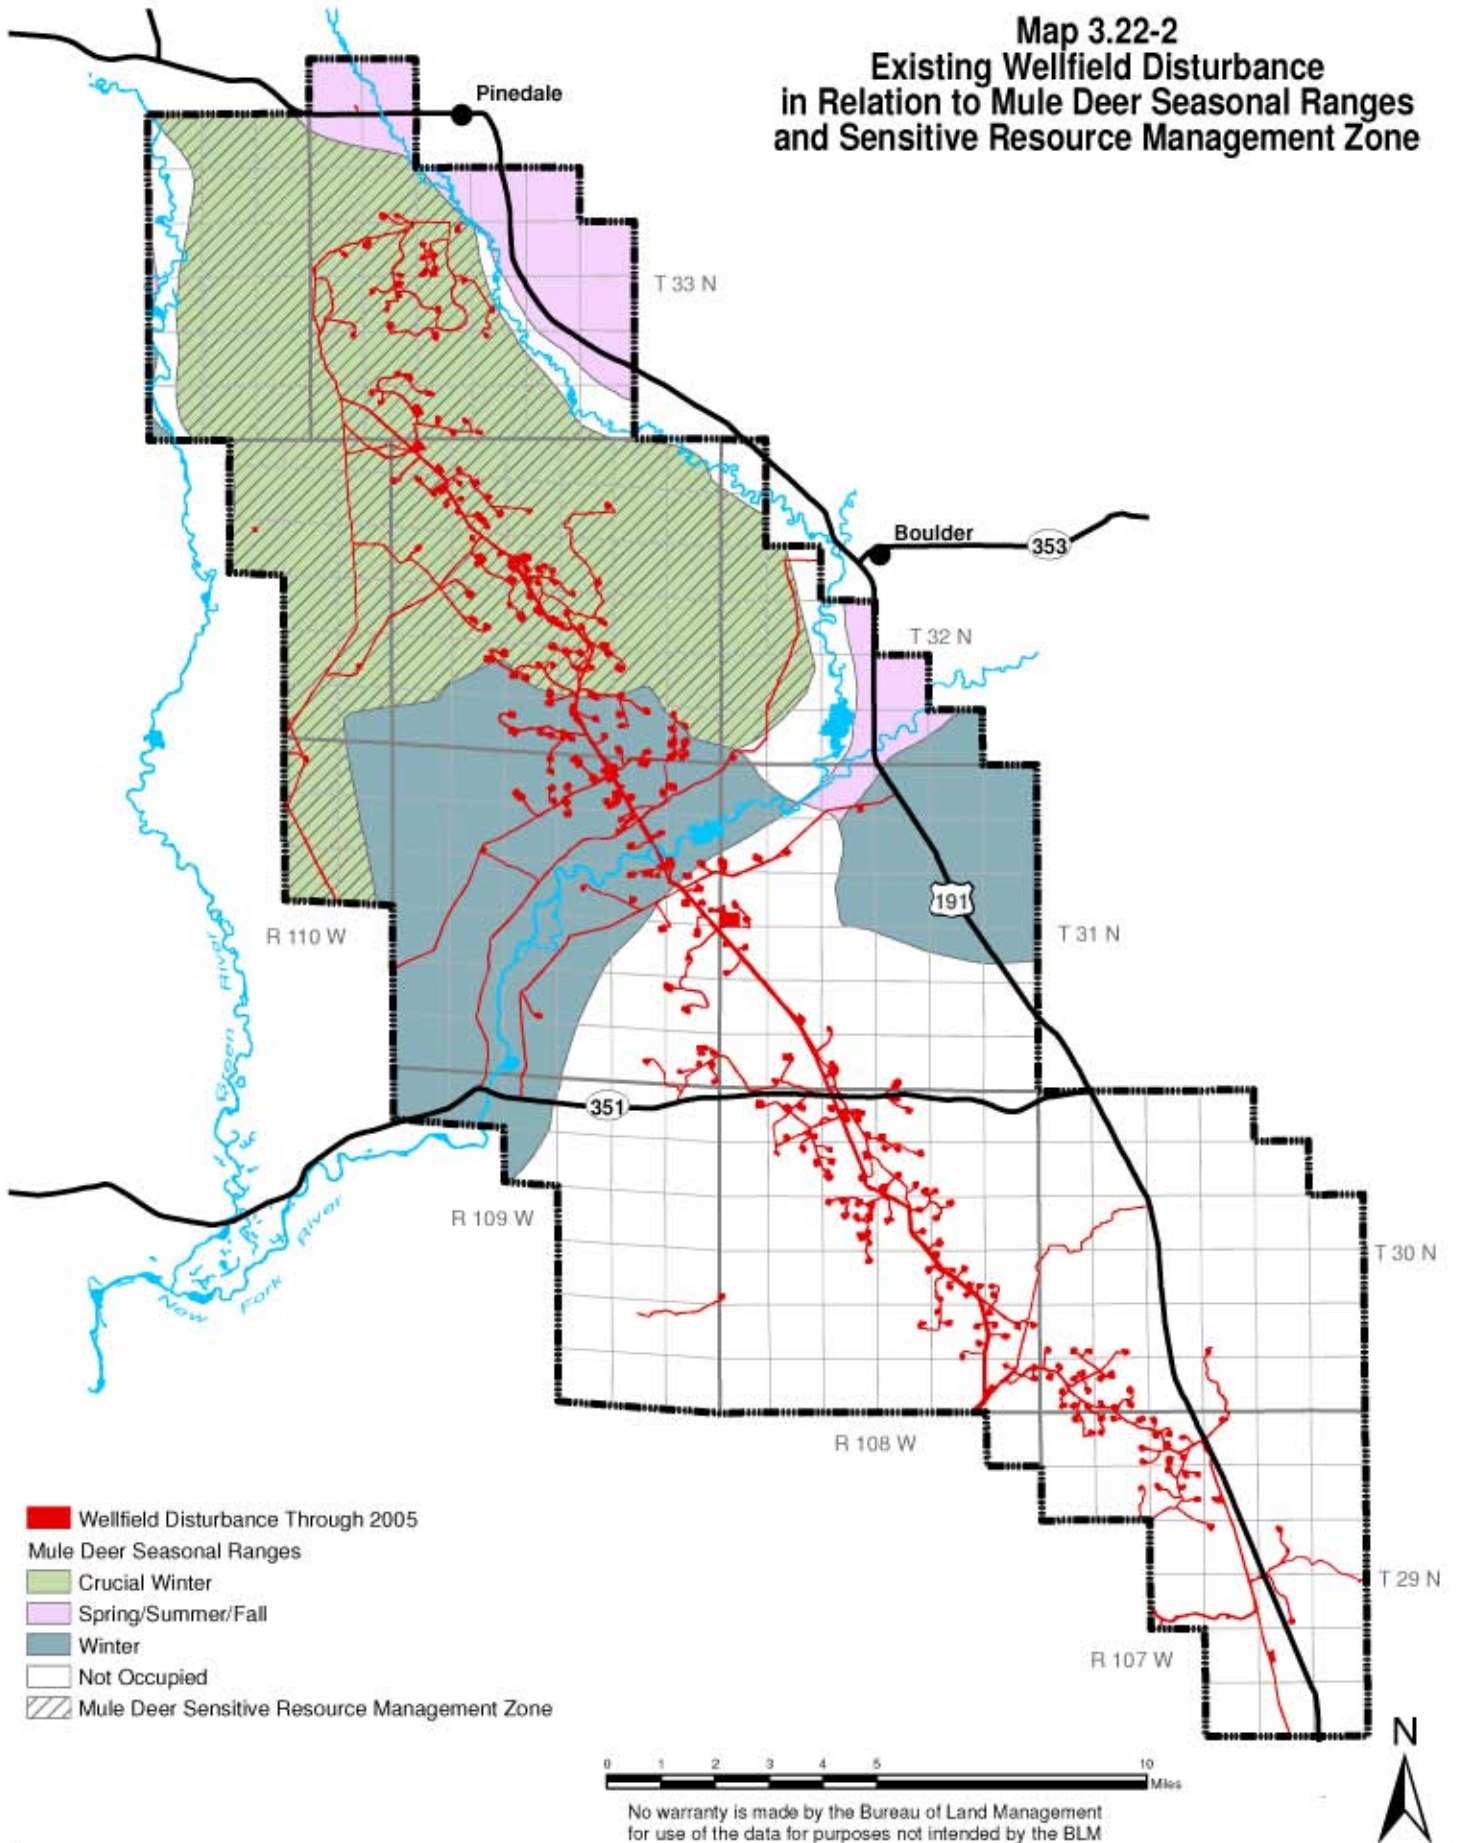 Map 3.22-2
Existing Wellfield Disturbance
in Relation to Mule Deer Seasonal Ranges
and Sensitive Resource Management Zone
Pinedale
T 33 N
Boulder
353
T 32 N
191
R 110 W
T 31 N
Green River
351
R 109 W
New Fork River
T 30 N
R 108 W
T 29 N
R 107 W
Wellfield Disturbance Through 2005
Mule Deer Seasonal Ranges
Crucial Winter
Spring/Summer/Fall
Winter
Not Occupied
Mule Deer Sensitive Resource Management Zone
N
0 1 2 3 4 5 10
Miles
No warranty is made by the Bureau of Land Management
for use of the data for purposes not intended by the BLM